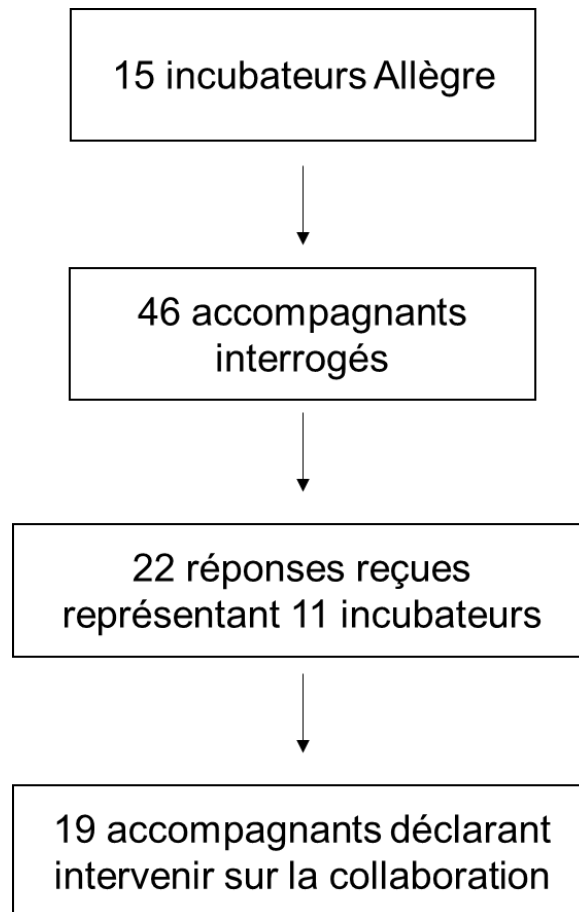 15 incubateurs Allègre
46 accompagnants
interrogés
22 réponses reçues
représentant 11 incubateurs
19 accompagnants déclarant
intervenir sur la collaboration